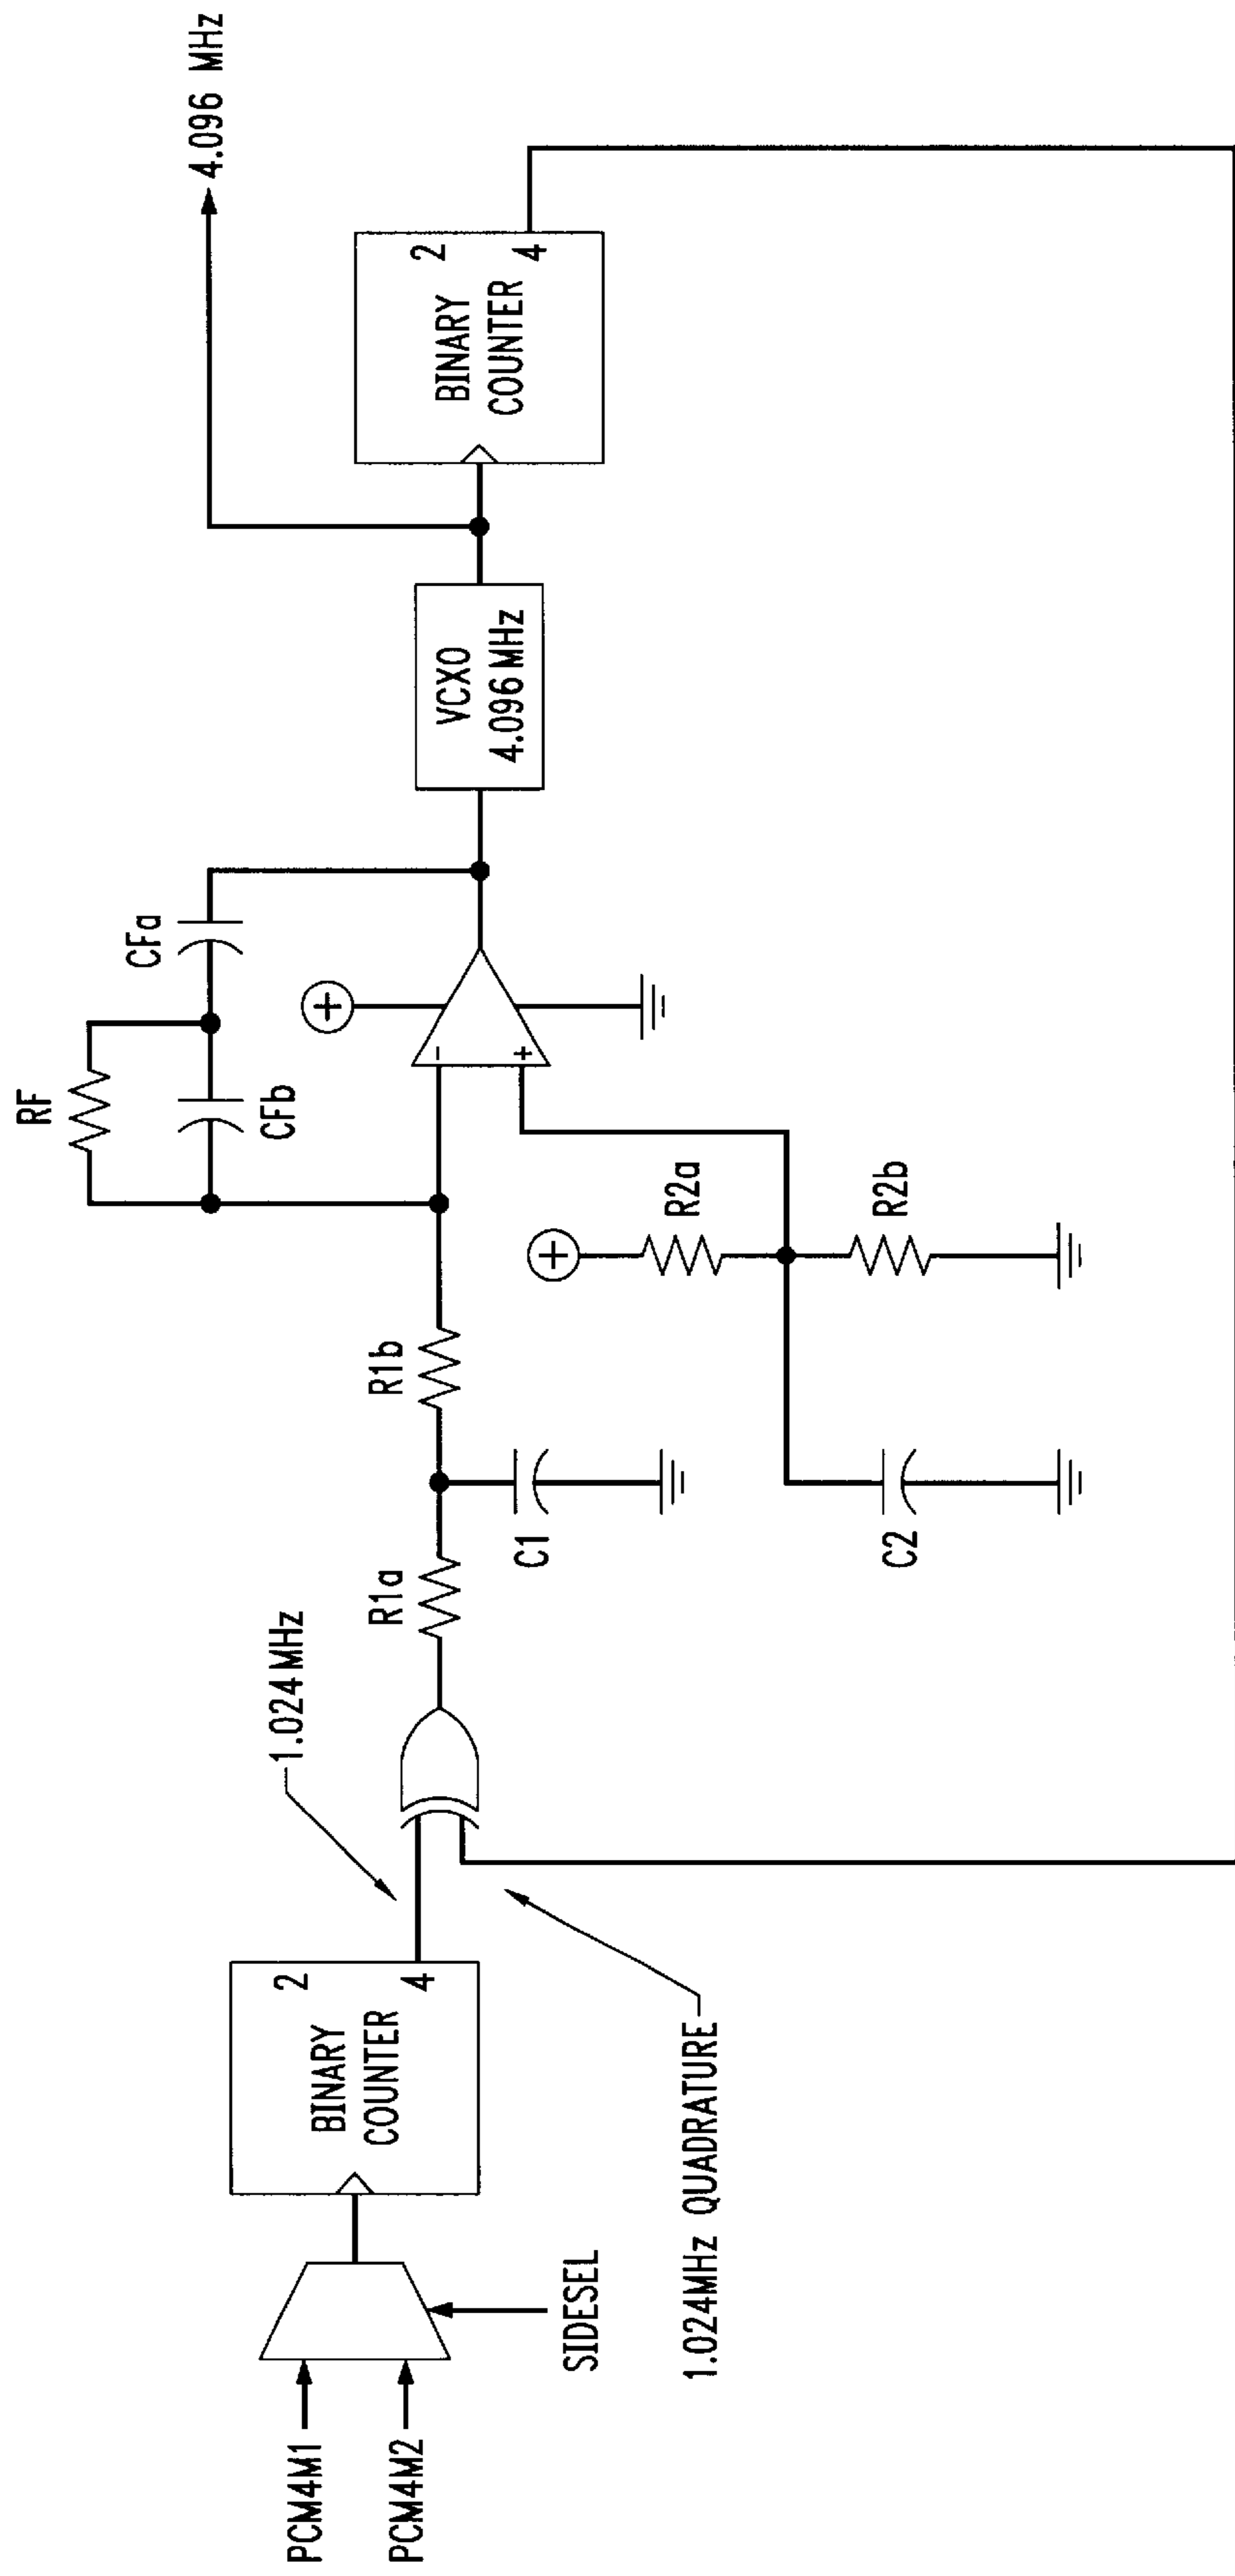 PCM4M1
PCM4M2
SIDESEL
BINARY
COUNTER
2
4
1.024 MHz
1.024MHz QUADRATURE
R1a
C1
R1b
C2
R2a
R2b
RF
CFb
CFa
-
+
+
+
VCXO
4.096 MHz
4.096 MHz
BINARY
COUNTER
2
4